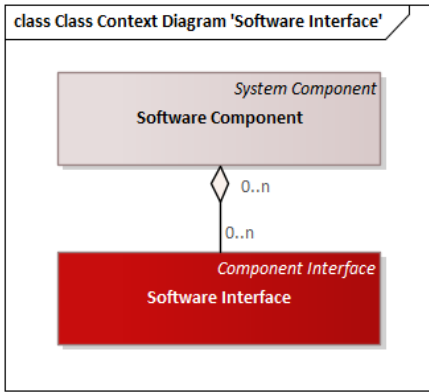 class Class Context Diagram 'Software Interface'
System Component
Software Component
0..n
0..n
Component Interface
Software Interface